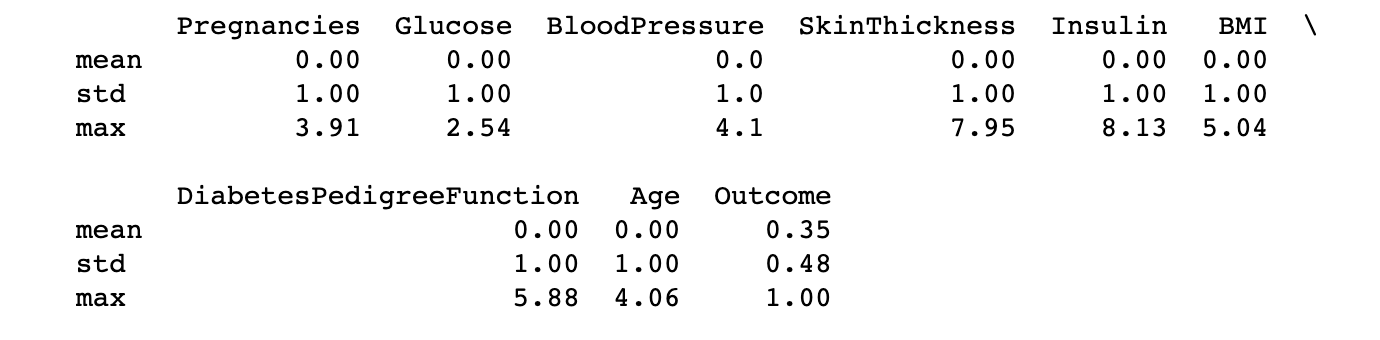 Pregnancies Glucose BloodPressure SkinThickness Insulin BMI \
mean 0.00 0.00 0.0 0.00 0.00 0.00
std 1.00 1.00 1.0 1.00 1.00 1.00
max 3.91 2.54 4.1 7.95 8.13 5.04
DiabetesPedigreeFunction Age Outcome
mean 0.00 0.00 0.35
std 1.00 1.00 0.48
max 5.88 4.06 1.00